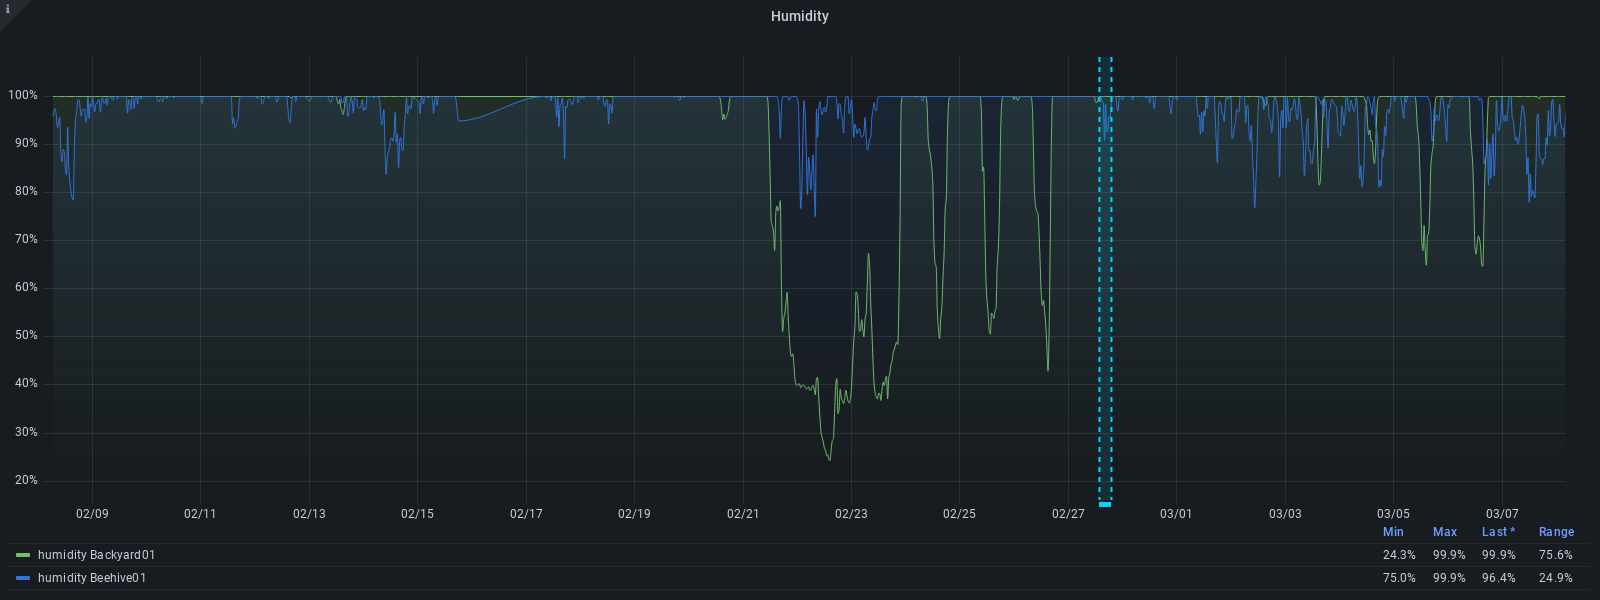 i
Humidity
100%
90%
80%
70%
60%
50%
40%
30%
20%
02/09 02/11 02/13 02/15 02/17 02/19 02/21 02/23 02/25 02/27 03/01 03/03 03/05 03/07
Min Max Last * Range
humidity Backyard01 24.3% 99.9% 99.9% 75.6%
humidity Beehive01 75.0% 99.9% 96.4% 24.9%